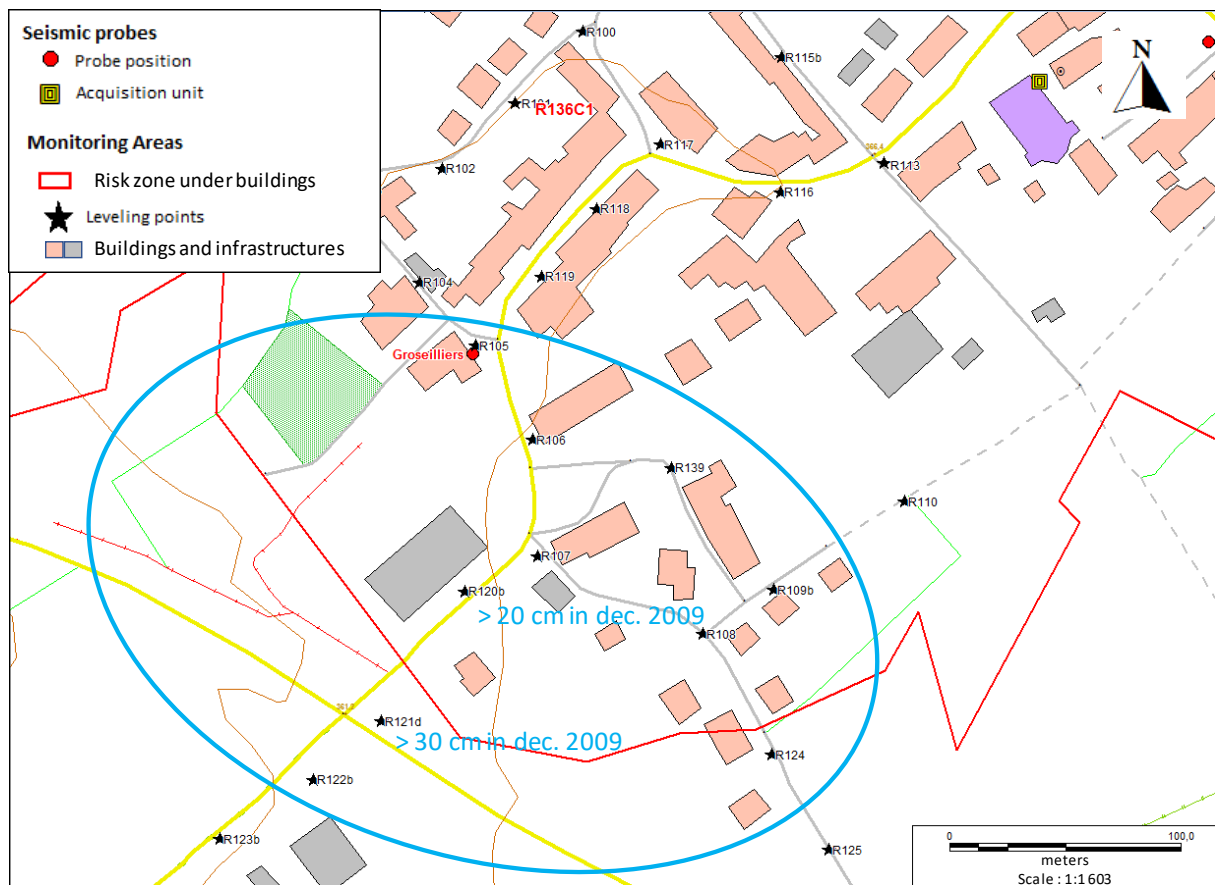 Seismic probes
Probe position
Acquisition unit
Monitoring Areas
Risk zone under buildings
Leveling points
Buildings and infrastructures
N
R100
R115b
R136C1
R102
R117
366.4
R113
R116
R118
R119
R104
R105
Groseilliers
R106
R139
R110
R107
R120b
R109b
> 20 cm in dec. 2009
R108
R121d
> 30 cm in dec. 2009
R124
R122b
R123b
R125
0
100,0
meters
Scale : 1:1603